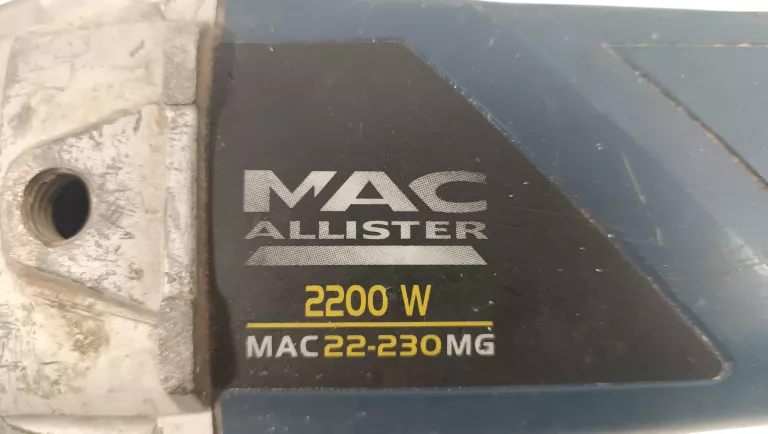 MAC
ALLISTER
2200 W
MAC22-230MG